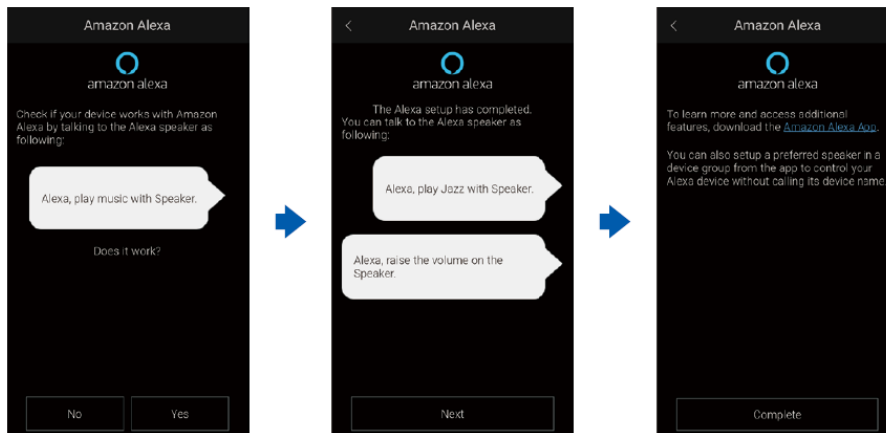 Amazon Alexa
amazon alexa
Check if your device works with Amazon
Alexa by talking to the Alexa speaker as
following:
Alexa, play music with Speaker.
Does it work?
No
Yes
Amazon Alexa
amazon alexa
The Alexa setup has completed.
You can talk to the Alexa speaker as
following:
Alexa, play Jazz with Speaker.
Alexa, raise the volume on the
Speaker.
Next
Amazon Alexa
amazon alexa
To learn more and access additional
features, download the Amazon Alexa App.
You can also setup a preferred speaker in a
device group from the app to control your
Alexa device without calling its device name
Complete